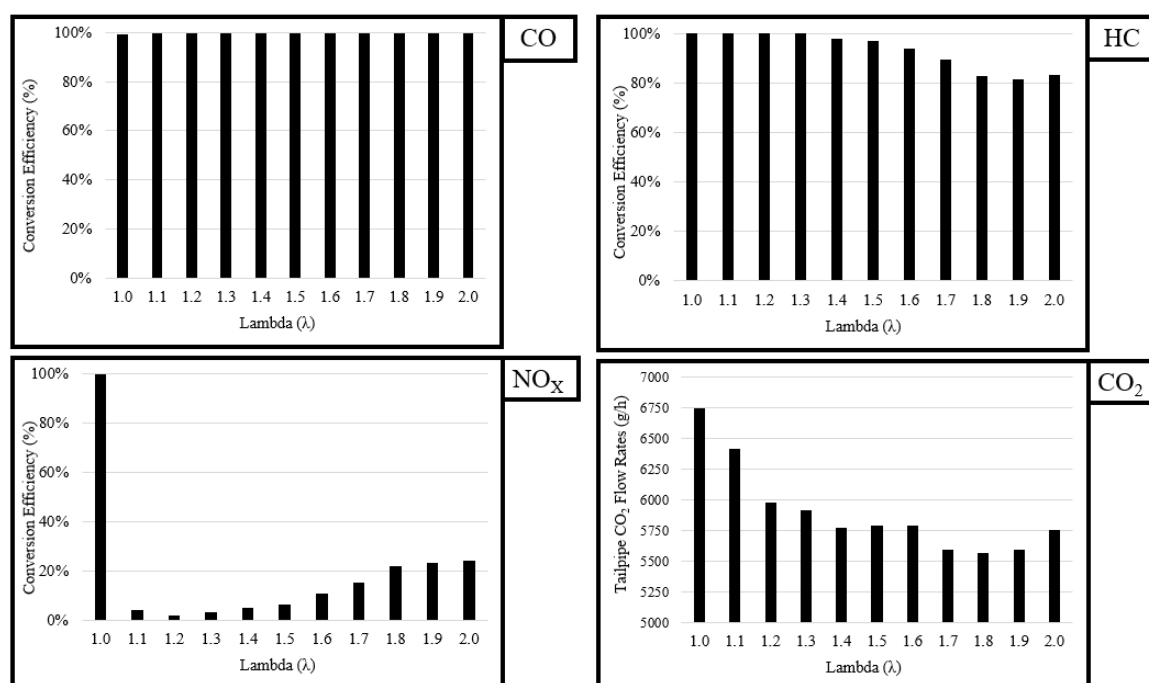 CO
Conversion Efficiency (%)
100%
80%
60%
40%
20%
0%
1.0 1.1 1.2 1.3 1.4 1.5 1.6 1.7 1.8 1.9 2.0
Lambda (λ)
HC
Conversion Efficiency (%)
100%
80%
60%
40%
20%
0%
1.0 1.1 1.2 1.3 1.4 1.5 1.6 1.7 1.8 1.9 2.0
Lambda (λ)
NOX
Conversion Efficiency (%)
100%
80%
60%
40%
20%
0%
1.0 1.1 1.2 1.3 1.4 1.5 1.6 1.7 1.8 1.9 2.0
Lambda (λ)
CO2
Tailpipe CO2 Flow Rates (g/h)
7000
6750
6500
6250
6000
5750
5500
5250
5000
1.0 1.1 1.2 1.3 1.4 1.5 1.6 1.7 1.8 1.9 2.0
Lambda (λ)